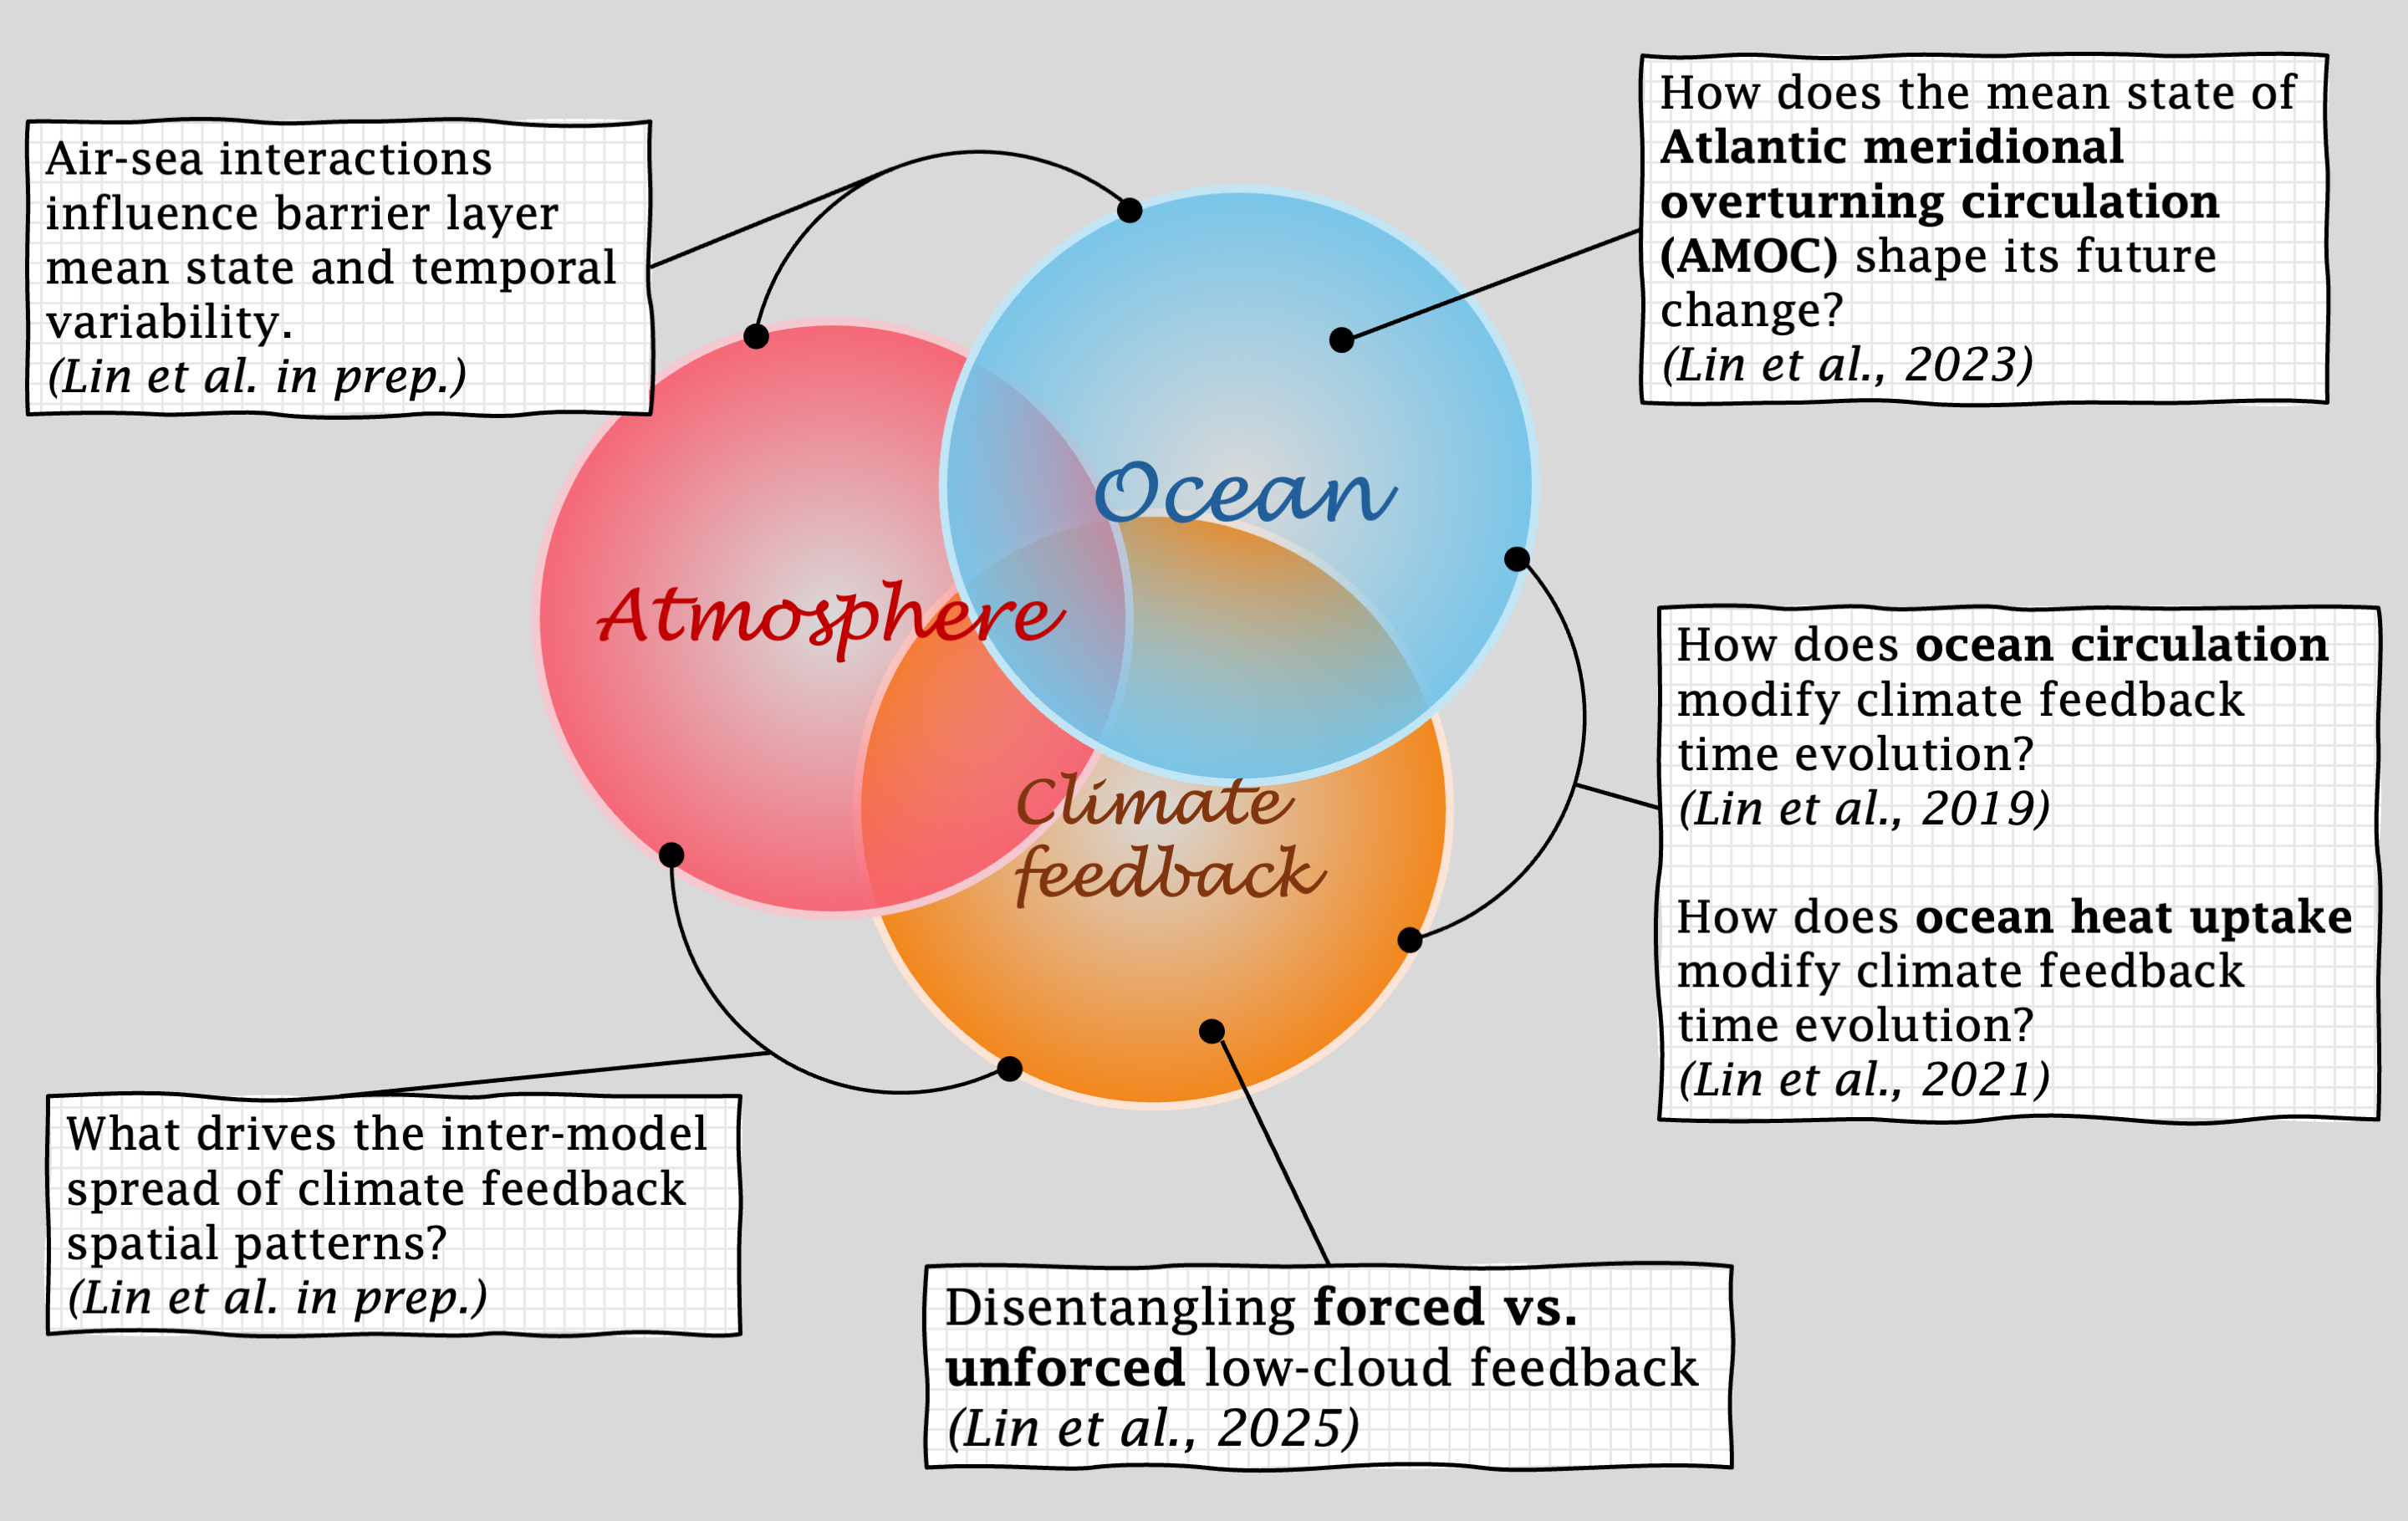 Air-sea interactions
influence barrier layer
mean state and temporal
variability.
(Lin et al. in prep.)
How does the mean state of
Atlantic meridional
overturning circulation
(AMOC) shape its future
change?
(Lin et al., 2023)
Ocean
Atmosphere
Climate
feedback
How does ocean circulation
modify climate feedback
time evolution?
(Lin et al., 2019)
How does ocean heat uptake
modify climate feedback
time evolution?
(Lin et al., 2021)
What drives the inter-model
spread of climate feedback
spatial patterns?
(Lin et al. in prep.)
Disentangling forced vs.
unforced low-cloud feedback
(Lin et al., 2025)